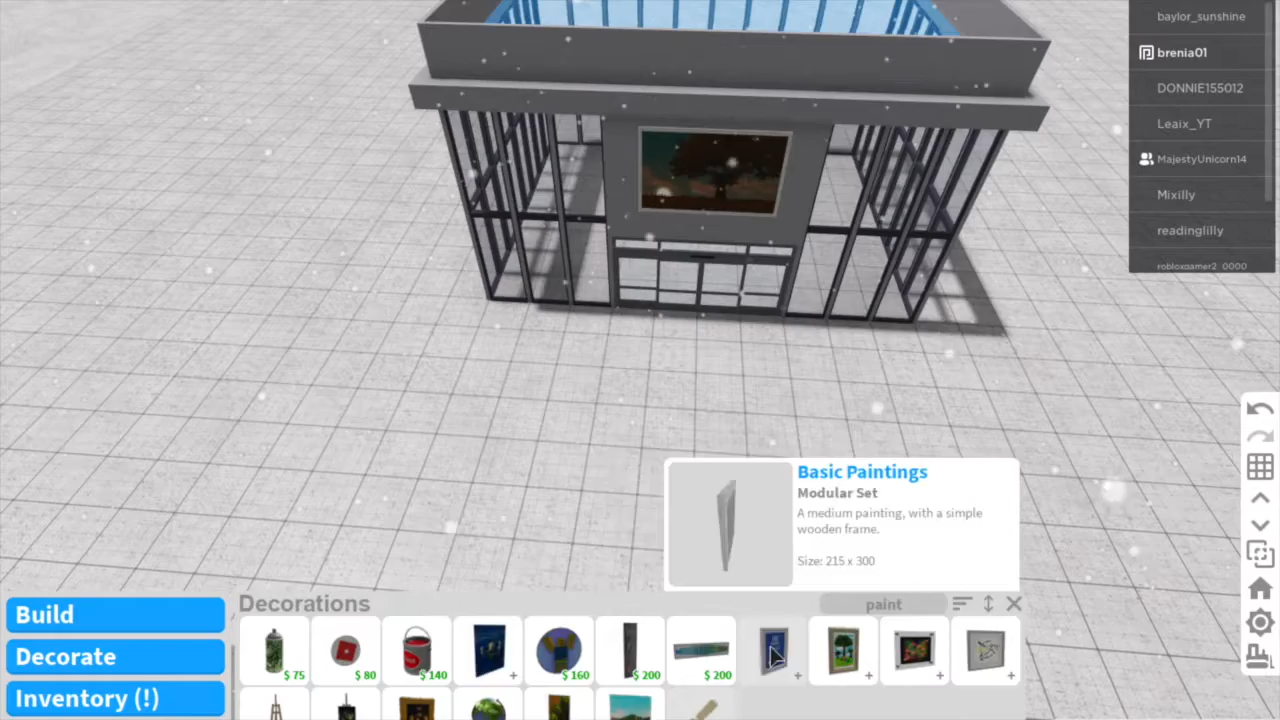 baylor_sunshine
brenia01
DONNIE155012
Leaix_YT
MajestyUnicorn14
Mixilly
readinglilly
robloxgamer2_0000
Basic Paintings
Modular Set
A medium painting, with a simple
wooden frame.
Size: 215 x 300
Build
Decorate
Inventory (!)
Decorations
paint
$ 75
$ 80
$ 140
+
$ 160
$ 200
$ 200
+
+
+
+